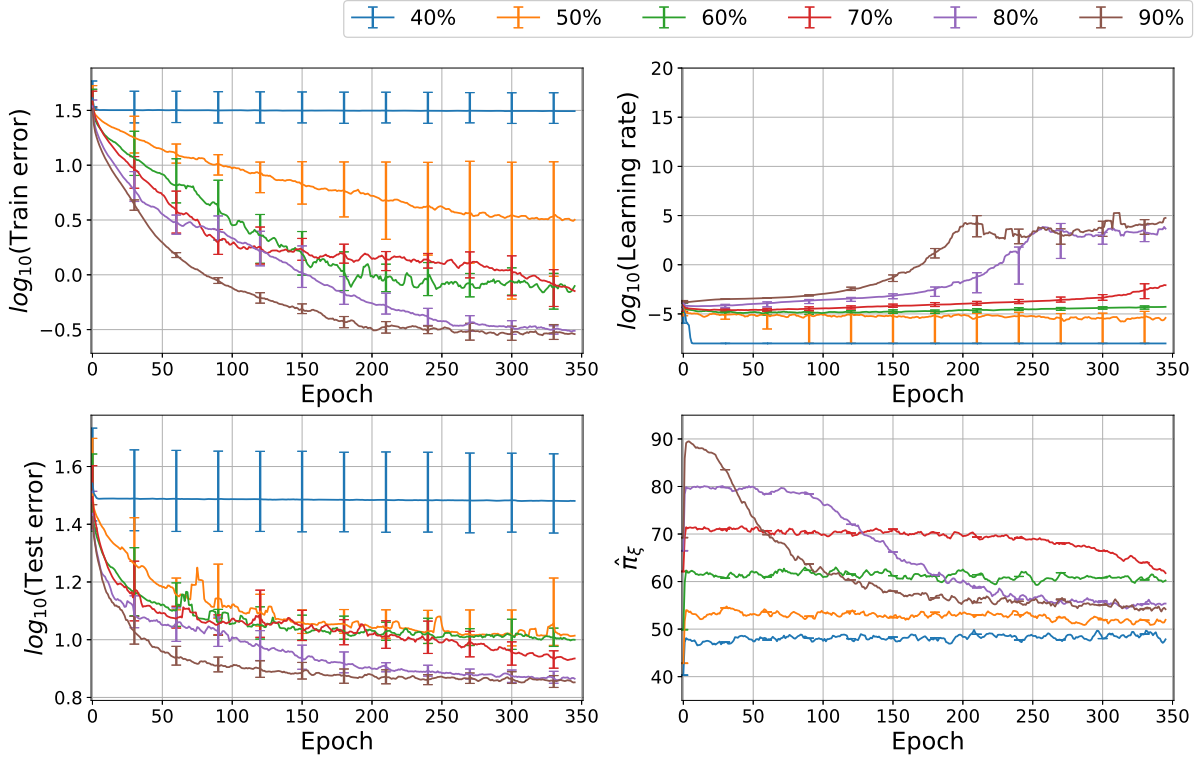 40% 50% 60% 70% 80% 90%
log10(Train error)
1.5
1.0
0.5
0.0
−0.5
0 50 100 150 200 250 300 350
Epoch
log10(Learning rate)
20
15
10
5
0
−5
0 50 100 150 200 250 300 350
Epoch
log10(Test error)
1.6
1.4
1.2
1.0
0.8
0 50 100 150 200 250 300 350
Epoch
π̂ξ
90
80
70
60
50
40
0 50 100 150 200 250 300 350
Epoch